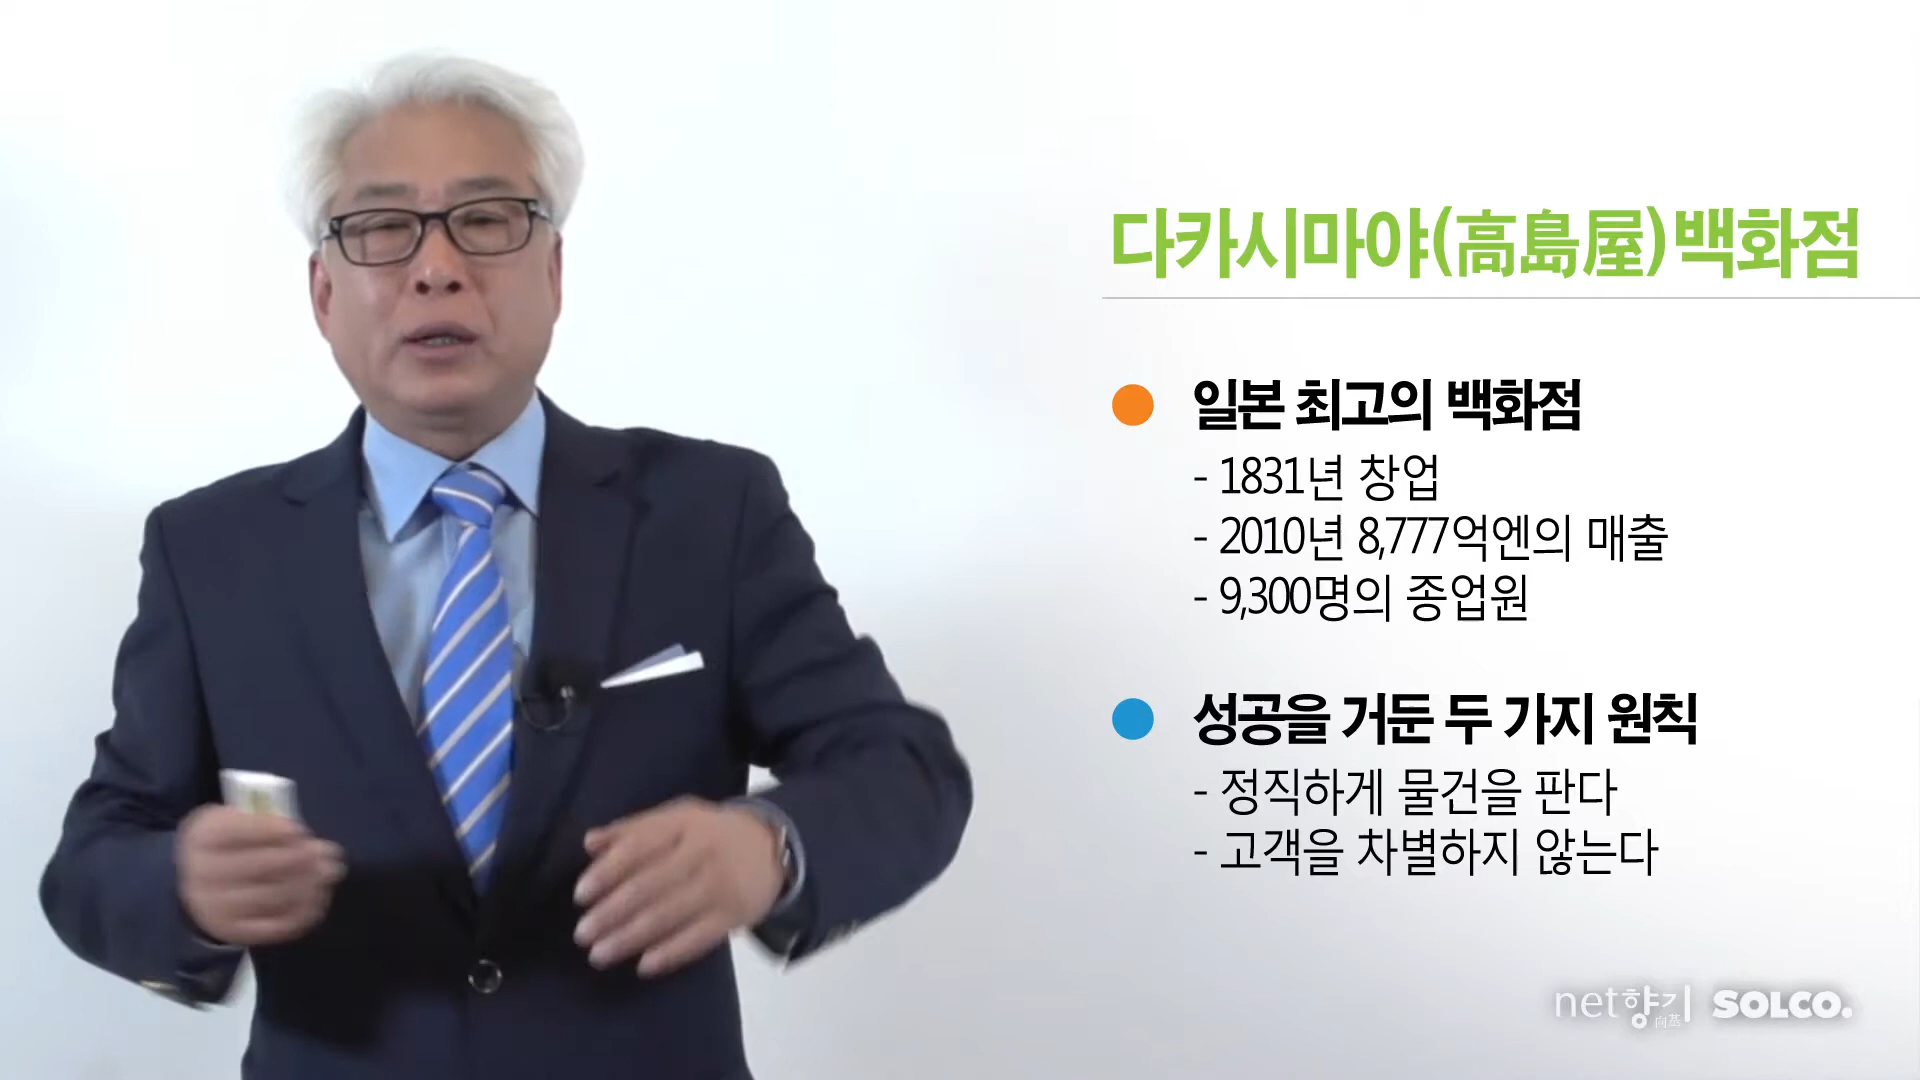 다카시마야(高島屋)백화점
일본 최고의 백화점
- 1831년 창업
- 2010년 8,777억엔의 매출
- 9,300명의 종업원
성공을 거둔 두 가지 원칙
- 정직하게 물건을 판다
- 고객을 차별하지 않는다
net향기 SOLCO.